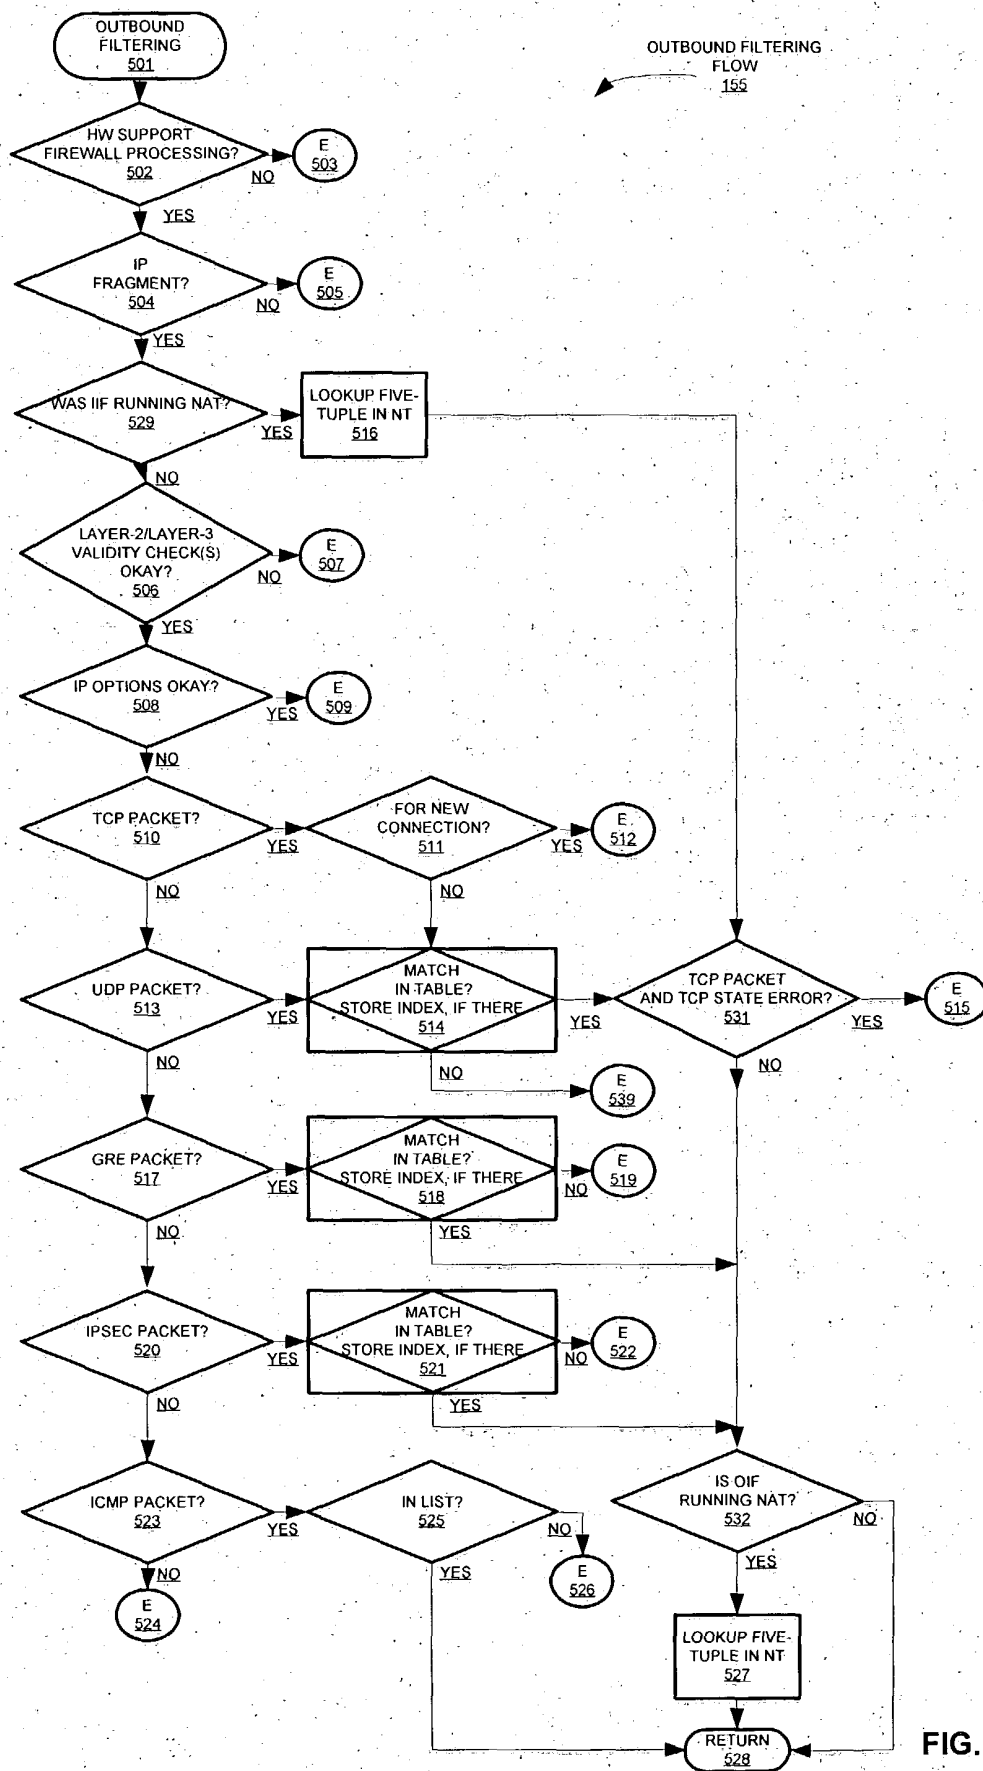 OUTBOUND
FILTERING
501
OUTBOUND FILTERING
FLOW
155
HW SUPPORT
FIREWALL PROCESSING?
502
NO
E
503
YES
IP
FRAGMENT?
504
NO
E
505
YES
WAS IIF RUNNING NAT?
529
YES
LOOKUP FIVE-
TUPLE IN NT
516
NO
LAYER-2/LAYER-3
VALIDITY CHECK(S)
OKAY?
506
NO
E
507
YES
IP OPTIONS OKAY?
508
YES
E
509
NO
TCP PACKET?
510
YES
FOR NEW
CONNECTION?
511
YES
E
512
NO
NO
UDP PACKET?
513
YES
MATCH
IN TABLE?
STORE INDEX, IF THERE
514
YES
TCP PACKET
AND TCP STATE ERROR?
531
YES
E
515
NO
NO
E
539
NO
GRE PACKET?
517
YES
MATCH
IN TABLE?
STORE INDEX, IF THERE
518
NO
E
519
NO
YES
IPSEC PACKET?
520
YES
MATCH
IN TABLE?
STORE INDEX, IF THERE
521
NO
E
522
NO
YES
ICMP PACKET?
523
YES
IN LIST?
525
NO
E
526
IS OIF
RUNNING NAT?
532
NO
NO
E
524
YES
YES
LOOKUP FIVE-
TUPLE IN NT
527
RETURN
528
FIG.